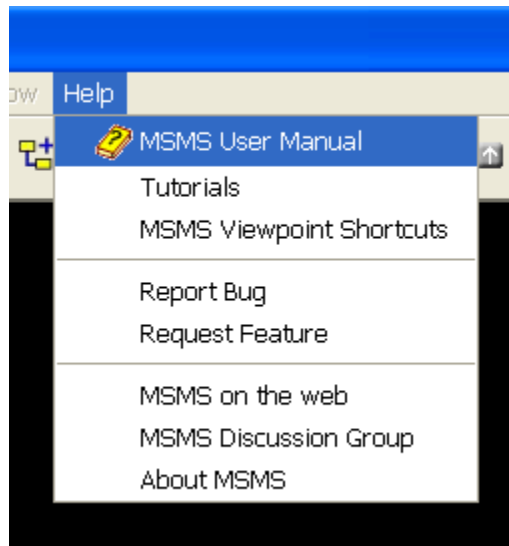 ow Help
MSMS User Manual
Tutorials
MSMS Viewpoint Shortcuts
Report Bug
Request Feature
MSMS on the web
MSMS Discussion Group
About MSMS